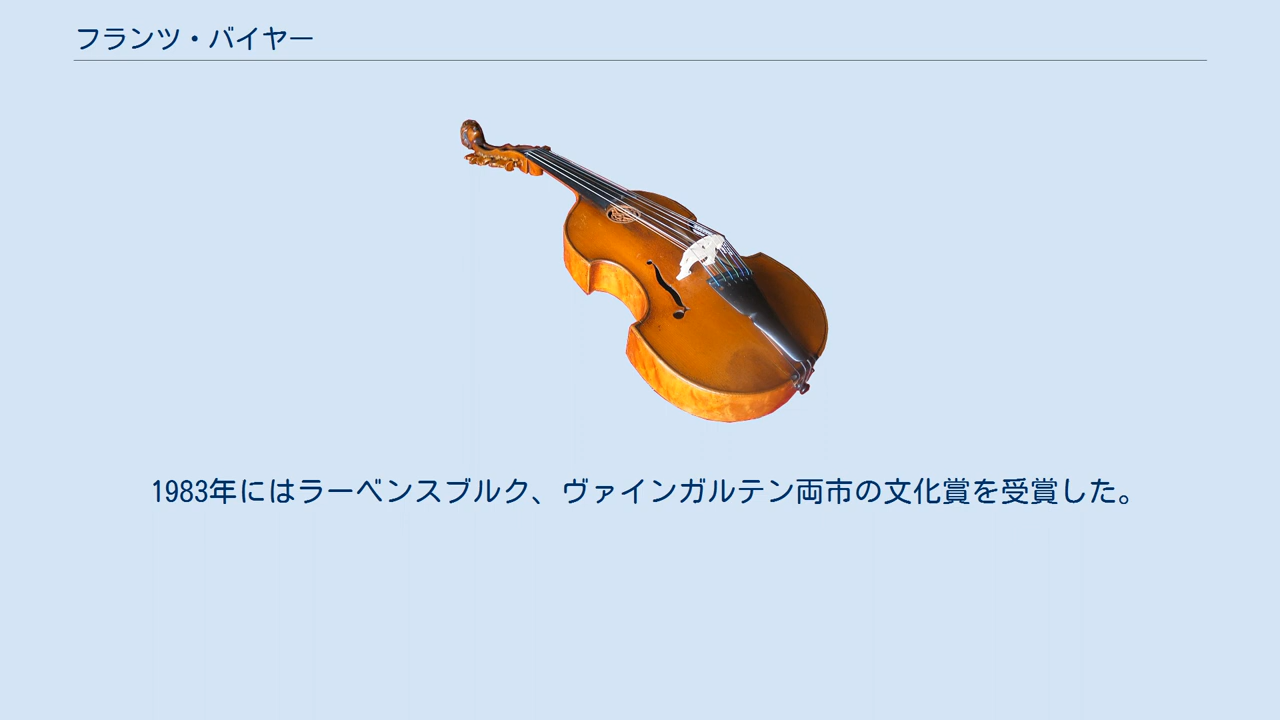 フランツ・バイヤー
1983年にはラーベンスブルク、ヴァインガルテン両市の文化賞を受賞した。